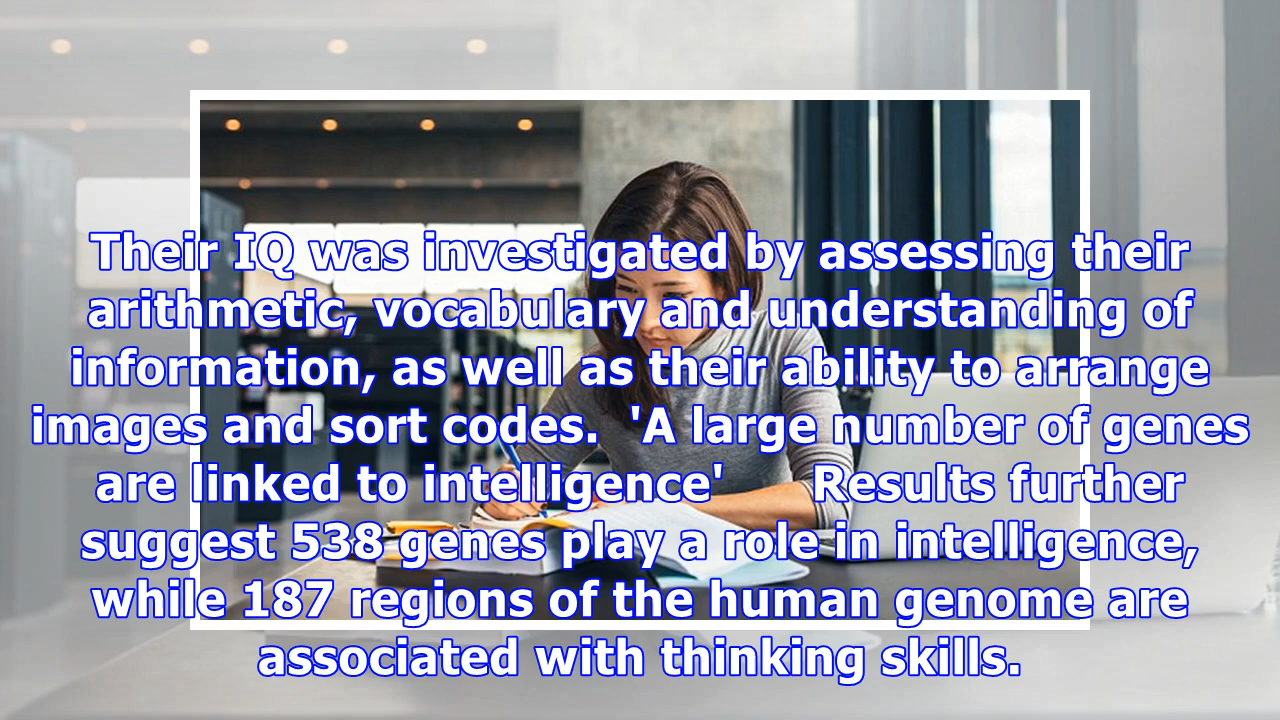 Their IQ was investigated by assessing their
arithmetic, vocabulary and understanding of
information, as well as their ability to arrange
images and sort codes.  'A large number of genes
are linked to intelligence'      Results further
suggest 538 genes play a role in intelligence,
while 187 regions of the human genome are
associated with thinking skills.